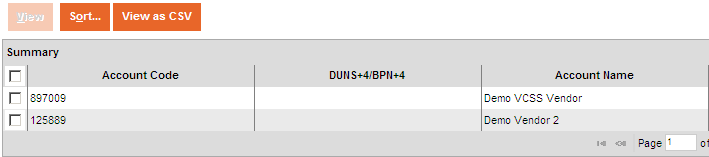 View Sort... View as CSV
Summary
Account Code DUNS+4/BPN+4 Account Name
897009 Demo VCSS Vendor
125889 Demo Vendor 2
Page 1 of